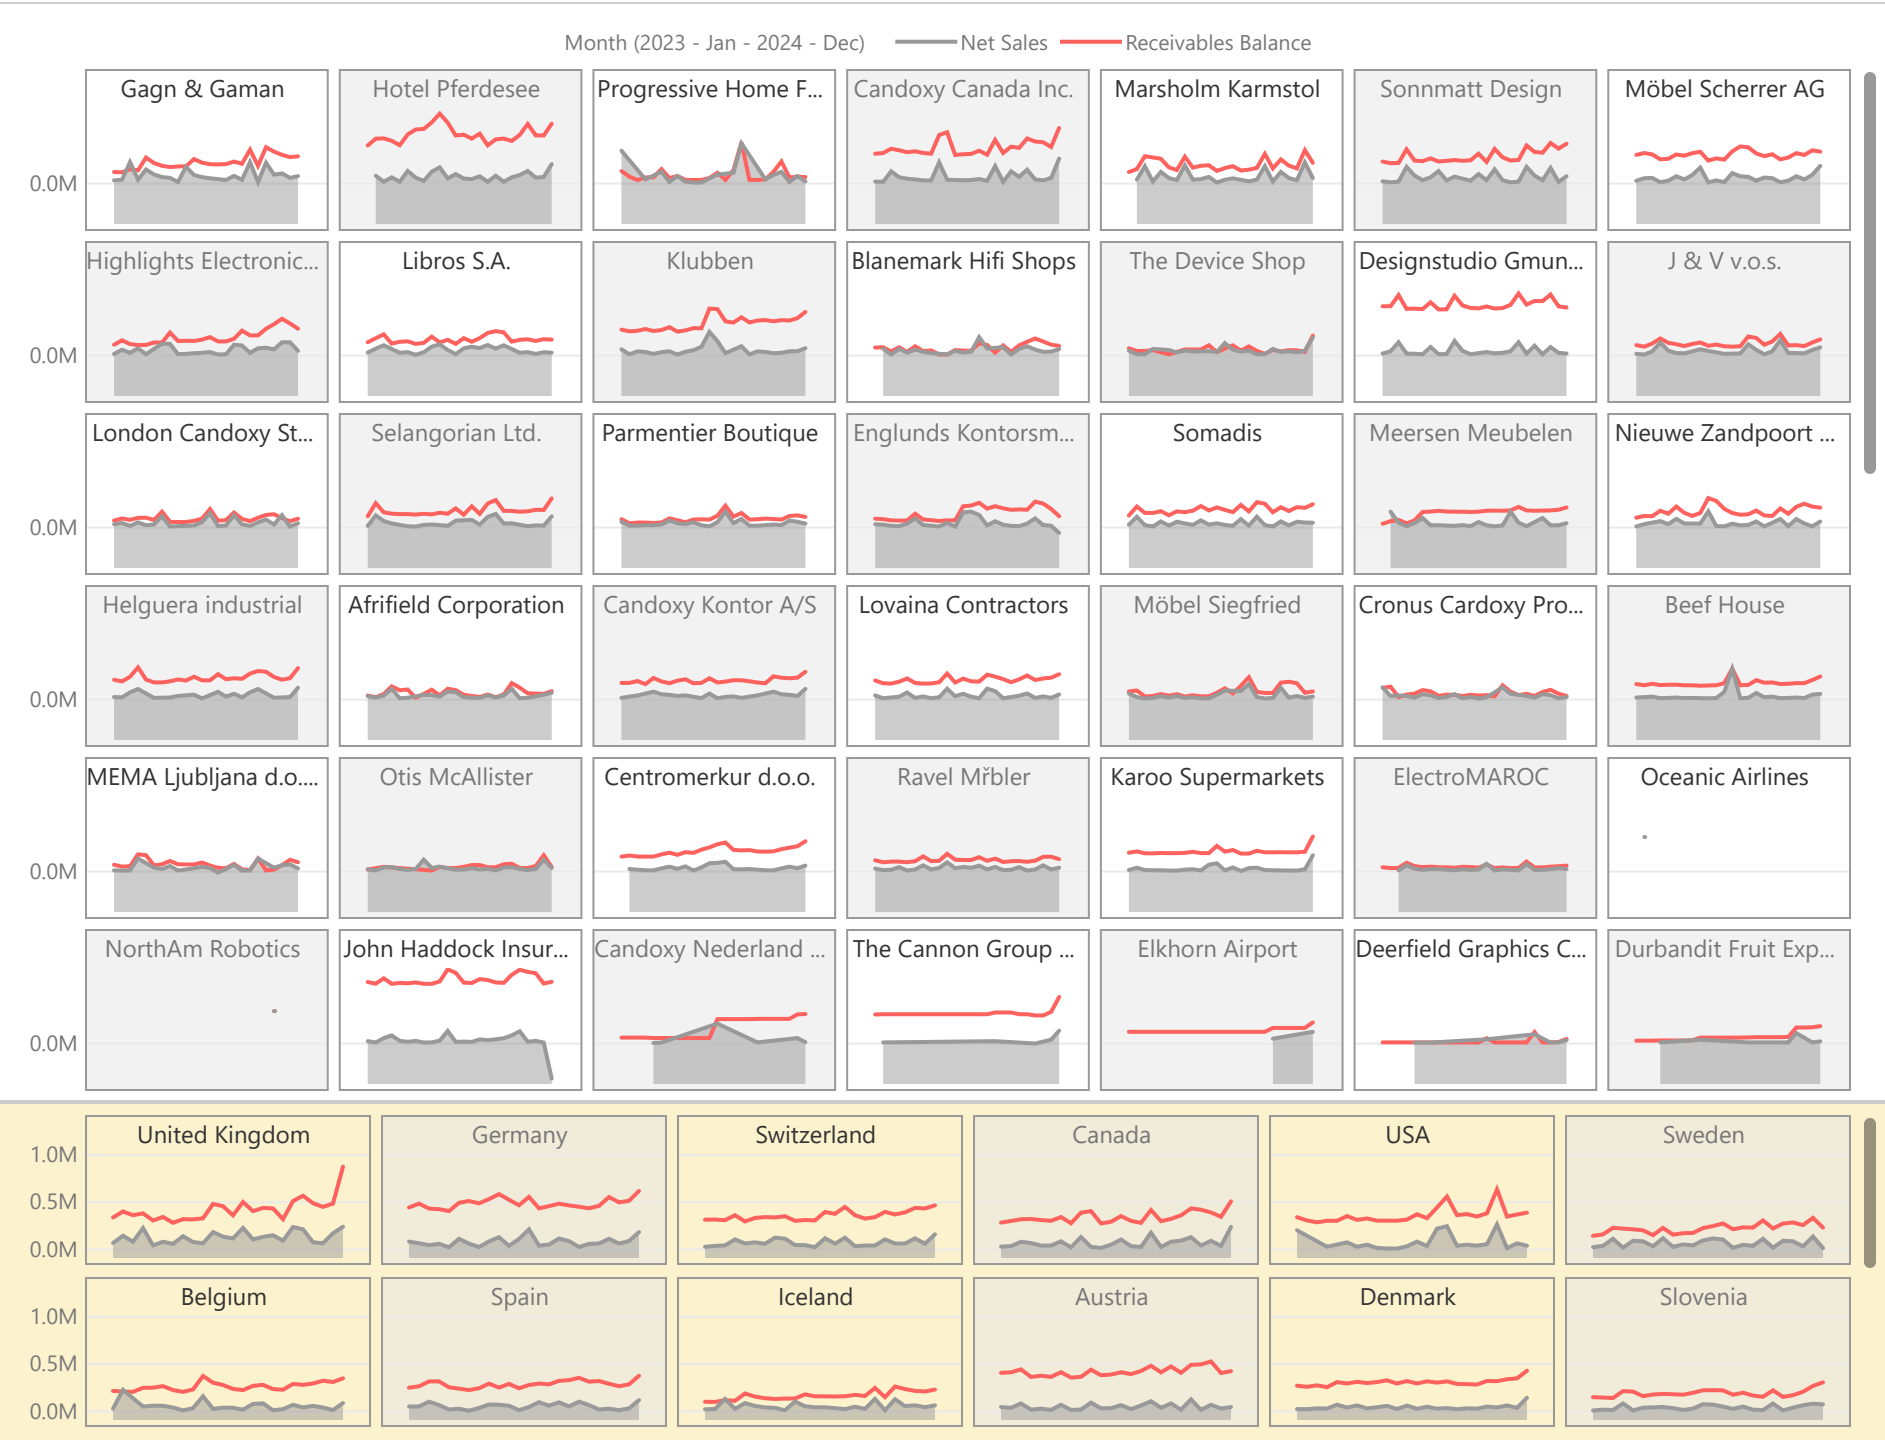 Month (2023 - Jan - 2024 - Dec) Net Sales Receivables Balance
Gagn & Gaman Hotel Pferdesee Progressive Home F... Candoxy Canada Inc. Marsholm Karmstol Sonnmatt Design Möbel Scherrer AG
0.0M
Highlights Electronic... Libros S.A. Klubben Blanemark Hifi Shops The Device Shop Designstudio Gmun... J & V v.o.s.
0.0M
London Candoxy St... Selangorian Ltd. Parmentier Boutique Englunds Kontorsm... Somadis Meersen Meubelen Nieuwe Zandpoort ...
0.0M
Helguera industrial Afrifield Corporation Candoxy Kontor A/S Lovaina Contractors Möbel Siegfried Cronus Cardoxy Pro... Beef House
0.0M
MEMA Ljubljana d.o.... Otis McAllister Centromerkur d.o.o. Ravel Mřbler Karoo Supermarkets ElectroMAROC Oceanic Airlines
0.0M
NorthAm Robotics John Haddock Insur... Candoxy Nederland ... The Cannon Group ... Elkhorn Airport Deerfield Graphics C... Durbandit Fruit Exp...
0.0M
United Kingdom Germany Switzerland Canada USA Sweden
1.0M
0.5M
0.0M
Belgium Spain Iceland Austria Denmark Slovenia
1.0M
0.5M
0.0M